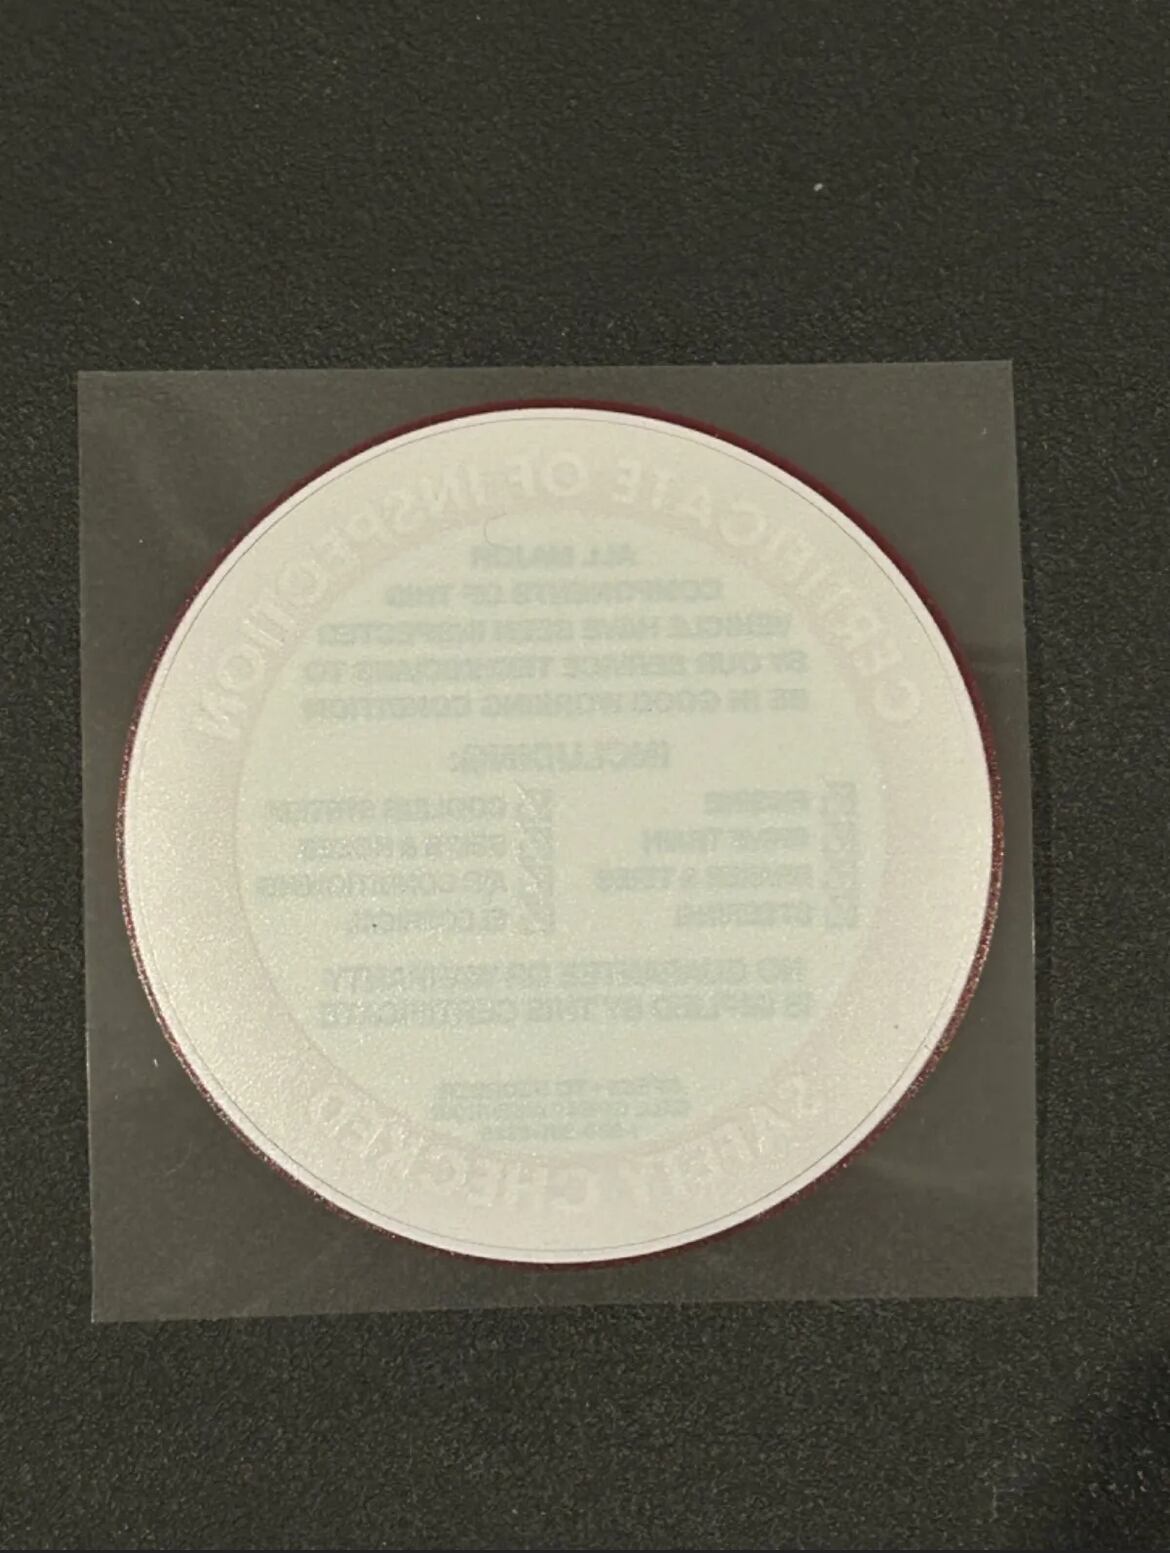 CERTIFICATE OF INSPECTION
ALL MAJOR
COMPONENTS OF THIS
VEHICLE HAVE BEEN INSPECTED
BY OUR SERVICE TECHNICIANS TO
BE IN GOOD WORKING CONDITION
INCLUDING:
ENGINE
DRIVE TRAIN
BRAKES & TIRES
STEERING
COOLING SYSTEM
BELTS & HOSES
AIR CONDITIONING
ELECTRICAL
NO GUARANTEE OR WARRANTY
IS IMPLIED BY THIS CERTIFICATE
SAFETY CHECKED